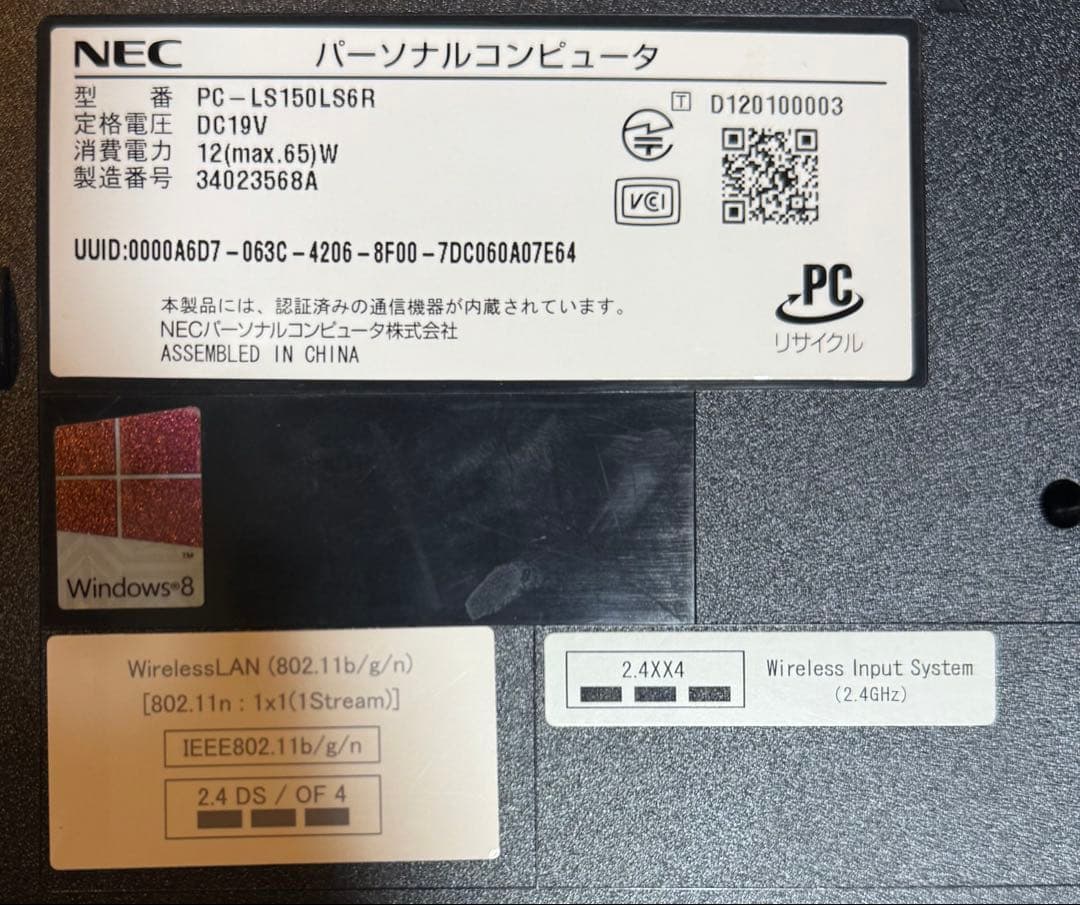 NEC パーソナルコンピュータ
型 番 PC-LS150LS6R
定格電圧 DC19V
消費電力 12(max.65)W
製造番号 34023568A
T D120100003
VCI
UUID:0000A6D7-063C-4206-8F00-7DC060A07E64
本製品には、認証済みの通信機器が内蔵されています。
NECパーソナルコンピュータ株式会社
ASSEMBLED IN CHINA
PC
リサイクル
TM
Windows®8
WirelessLAN (802.11b/g/n)
[802.11n : 1x1(1Stream)]
IEEE802.11b/g/n
2.4 DS / OF 4
2.4XX4
Wireless Input System
(2.4GHz)